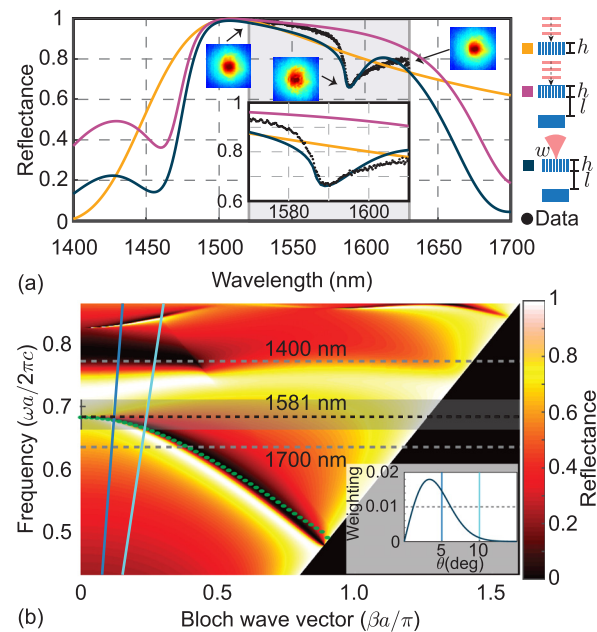 1
0.8
0.6
0.4
0.2
0
Reflectance
1400
1450
1500
1550
1600
1650
1700
Wavelength (nm)
(a)
1
0.8
0.6
1580
1600
h
h
l
w
h
l
Data
0.8
0.7
0.6
0.5
Frequency (ωa/2πc)
1400 nm
1581 nm
1700 nm
0
0.5
1.0
1.5
Bloch wave vector (βa/π)
(b)
0.02
0.01
0
Weighting
5
10
θ(deg)
1
0.8
0.6
0.4
0.2
0
Reflectance